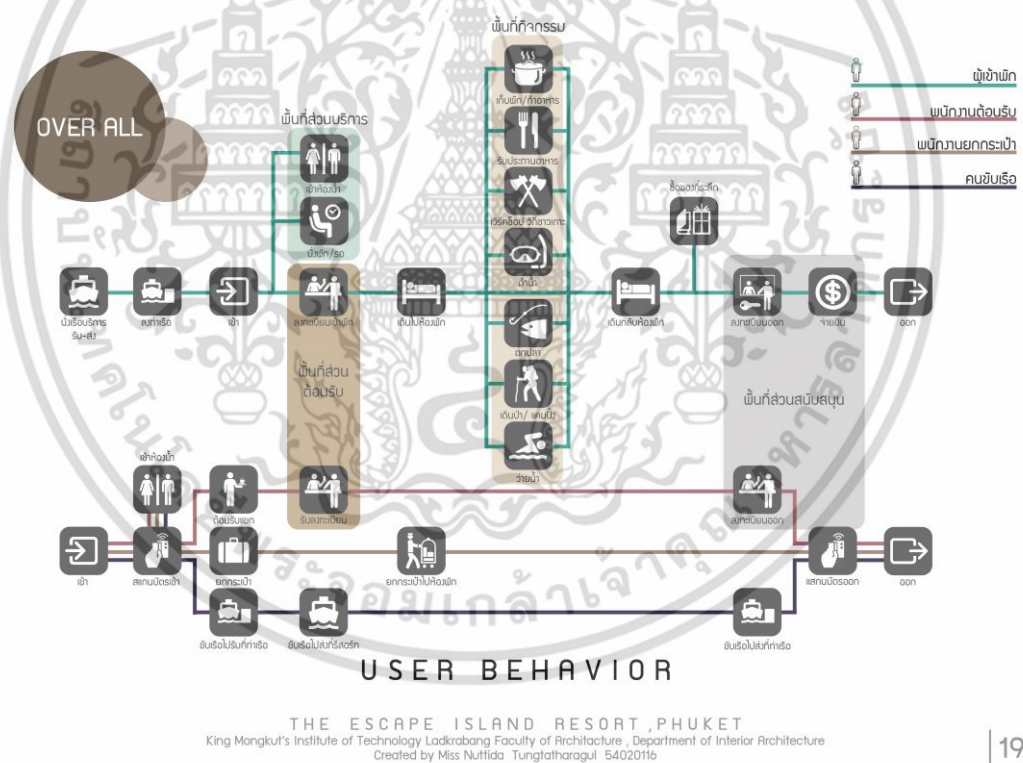 OVER ALL
พื้นที่กิจกรรม
เก็บผัก/ทำอาหาร
รับประทานอาหาร
เวิร์คช็อป วิถีชาวเกาะ
ดำน้ำ
ตกปลา
เดินป่า/ แคมป์ปิ้ง
ว่ายน้ำ
ผู้เข้าพัก
พนักงานต้อนรับ
พนักงานยกกระเป๋า
คนขับเรือ
พื้นที่ส่วนบริการ
เข้าห้องน้ำ
นั่งพัก/รอ
ซื้อของที่ระลึก
นั่งเรือบริการ
รับ-ส่ง
ลงท่าเรือ
เข้า
ลงทะเบียนเข้าพัก
เดินไปห้องพัก
เดินกลับห้องพัก
ลงทะเบียนออก
จ่ายเงิน
ออก
พื้นที่ส่วน
ต้อนรับ
พื้นที่ส่วนสนับสนุน
เข้าห้องน้ำ
ต้อนรับแขก
รับลงทะเบียน
ลงทะเบียนออก
เข้า
สแกนบัตรเข้า
ยกกระเป๋า
ยกกระเป๋าไปห้องพัก
แสกนบัตรออก
ออก
ขับเรือไปรับที่ท่าเรือ
ขับเรือไปส่งที่รีสอร์ท
ขับเรือไปส่งที่ท่าเรือ
USER BEHAVIOR
THE ESCAPE ISLAND RESORT ,PHUKET
King Mongkut's Institute of Technology Ladkrabang Faculty of Architacture , Department of Interior Architecture
Created by Miss Nuttida Tungtatharagul 54020116
19